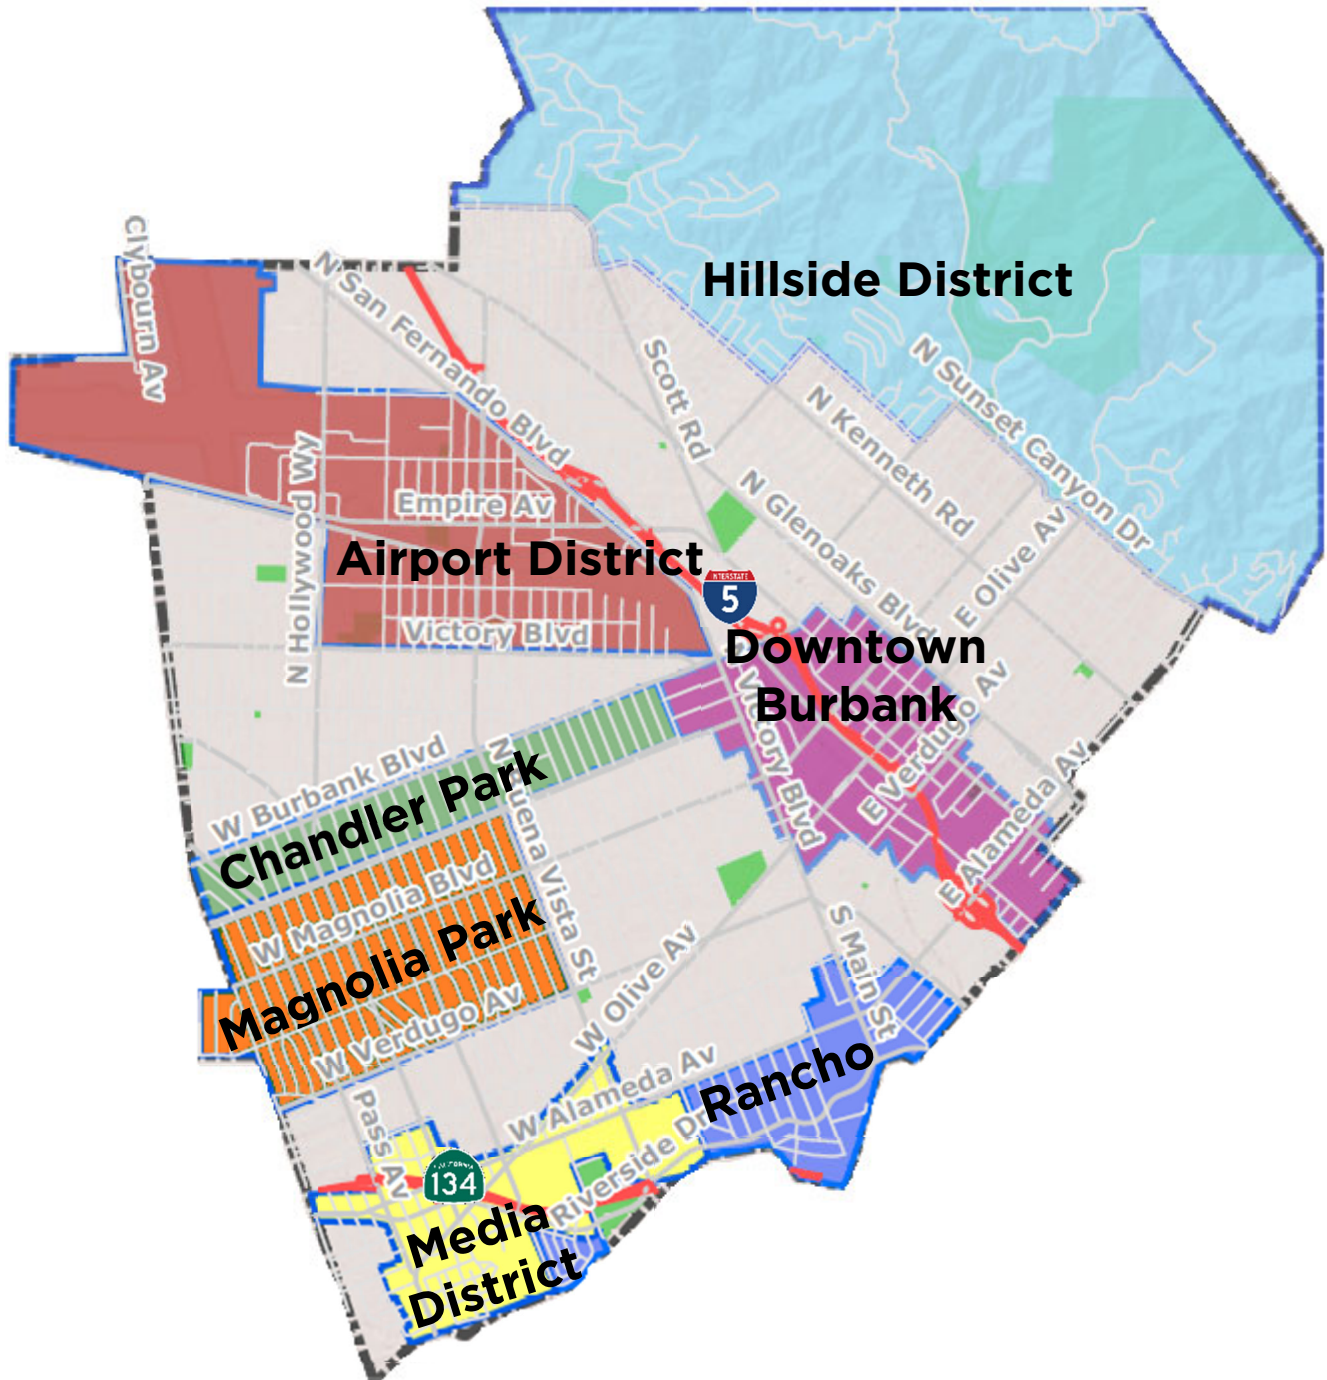 Clybourn Av
N San Fernando Blvd
Hillside District
Scott Rd
N Sunset Canyon Dr
N Kenneth Rd
N Hollywood Wy
Empire Av
N Glenoaks Blvd
E Olive Av
Airport District
INTERSTATE
5
Victory Blvd
Downtown
Burbank
E Verdugo Av
Victory Blvd
W Burbank Blvd
Chandler Park
N Buena Vista St
E Alameda Av
W Magnolia Blvd
Magnolia Park
S Main St
W Verdugo Av
W Olive Av
Rancho
W Alameda Av
Pass Av
CALIFORNIA
134
Riverside Dr
Media
District